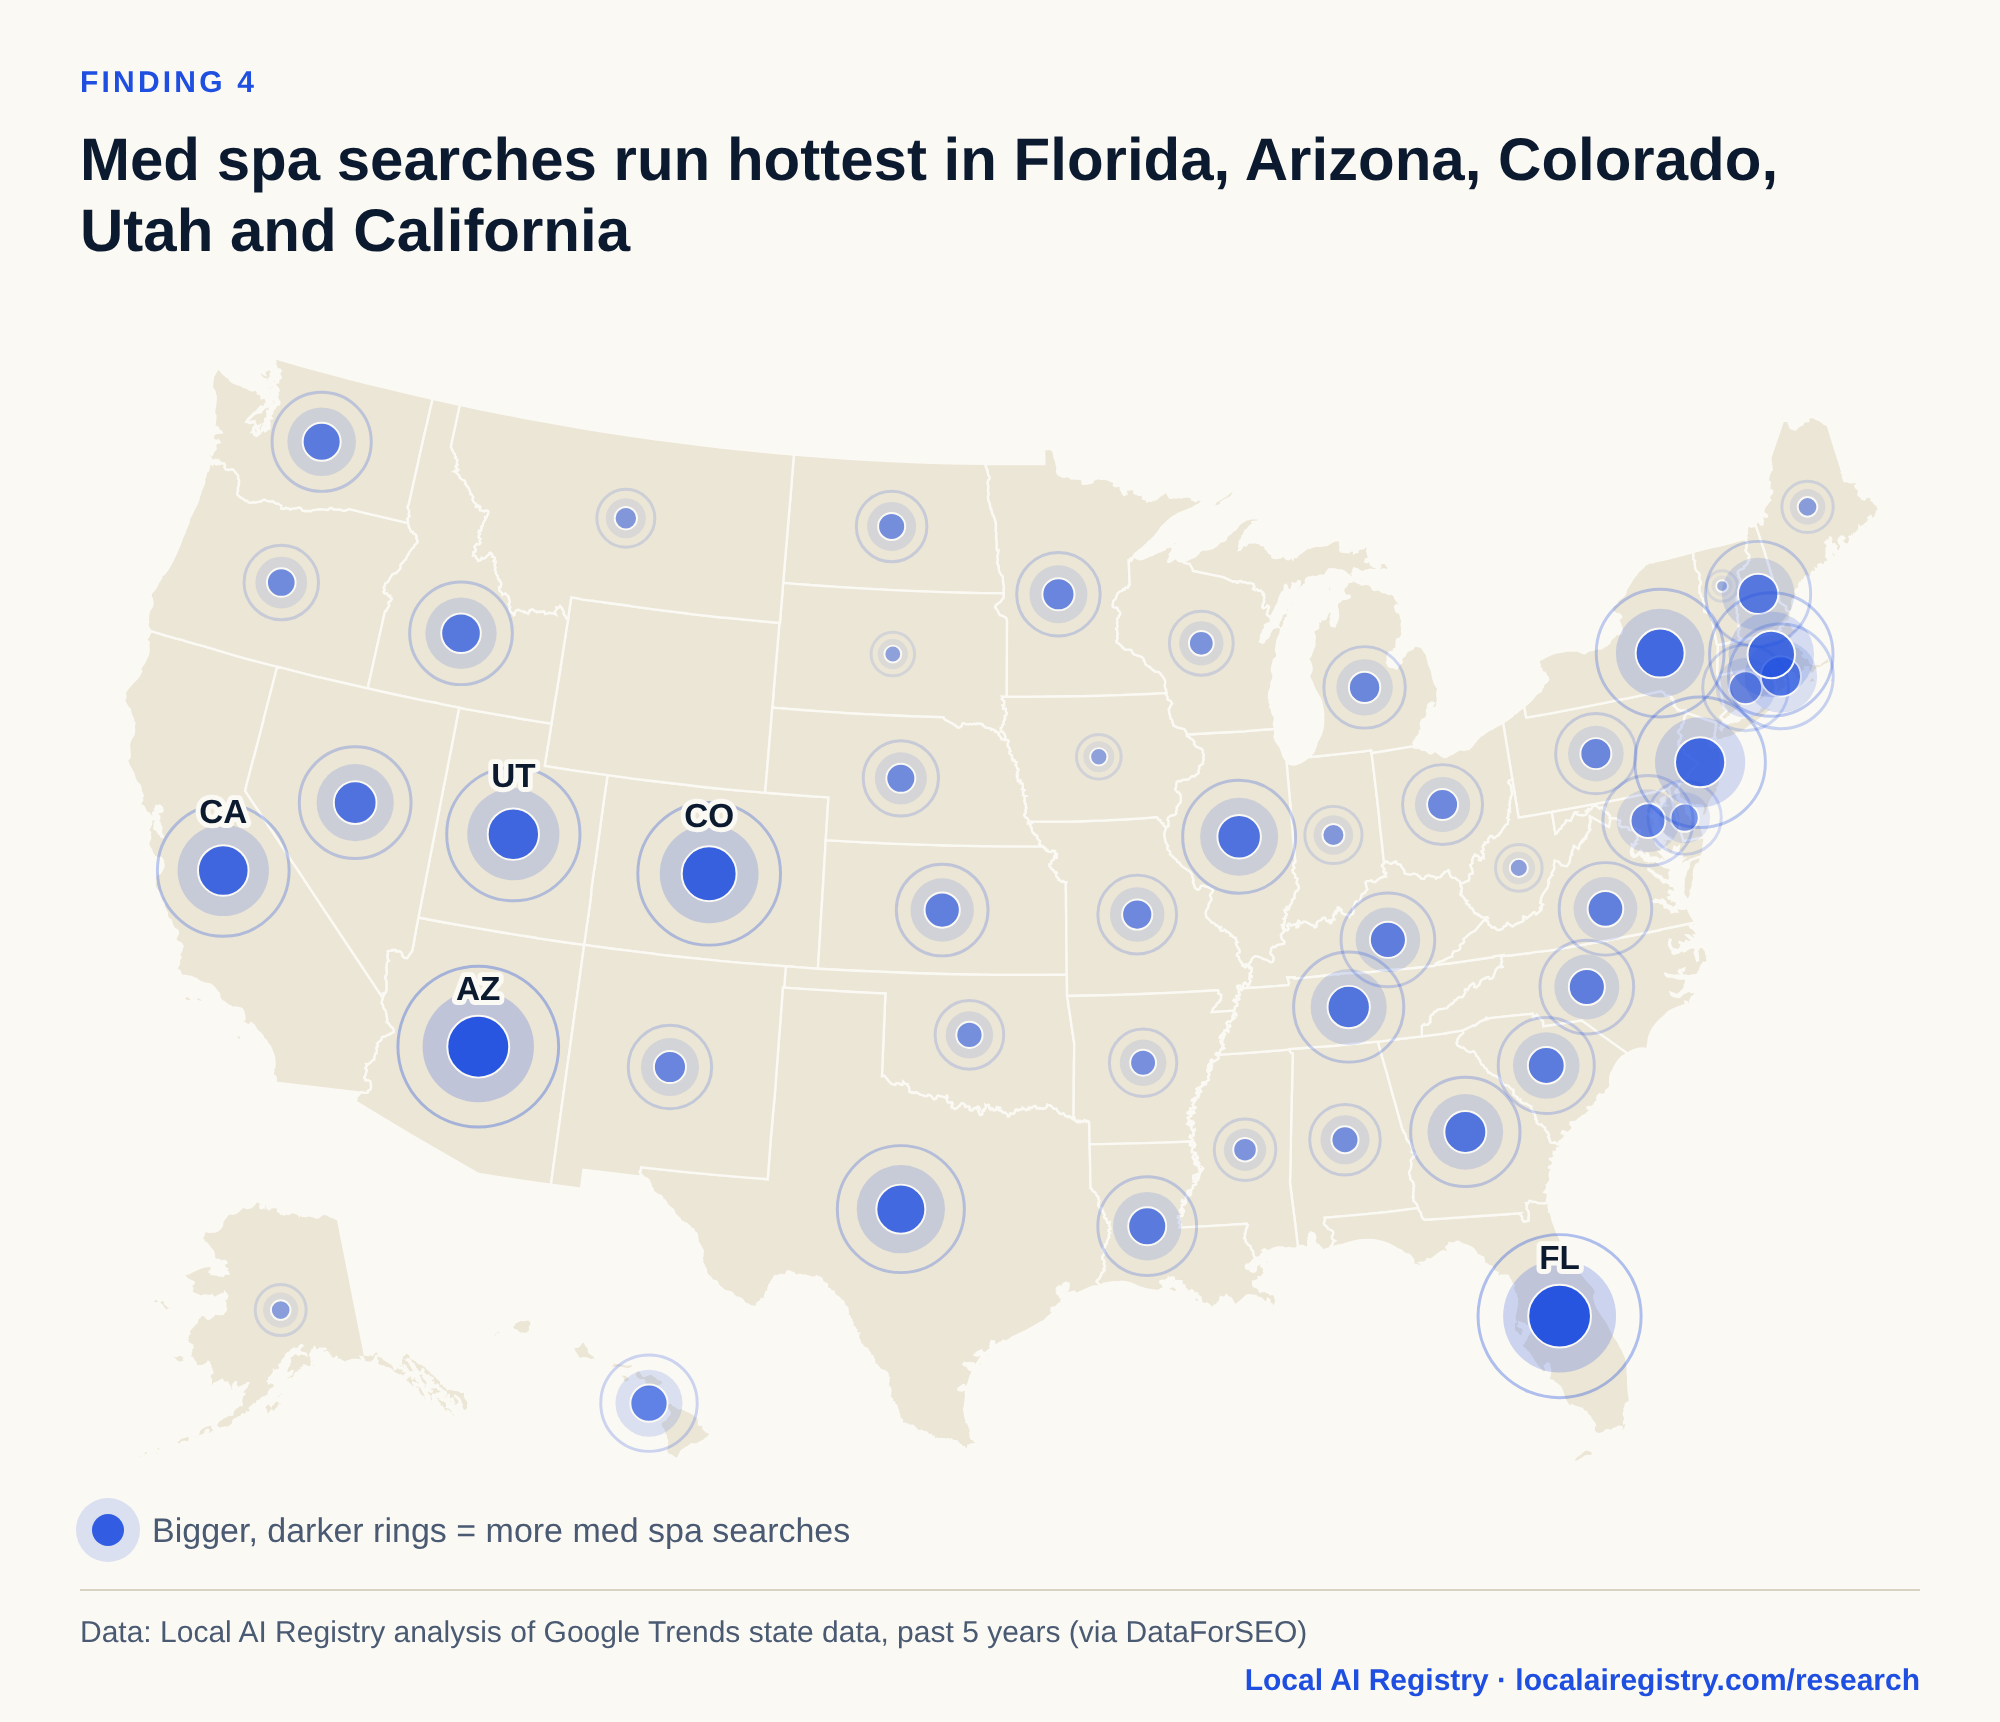 FINDING 4
Med spa searches run hottest in Florida, Arizona, Colorado,
Utah and California
UT
CA
CO
AZ
FL
Bigger, darker rings = more med spa searches
Data: Local AI Registry analysis of Google Trends state data, past 5 years (via DataForSEO)
Local AI Registry · localairegistry.com/research